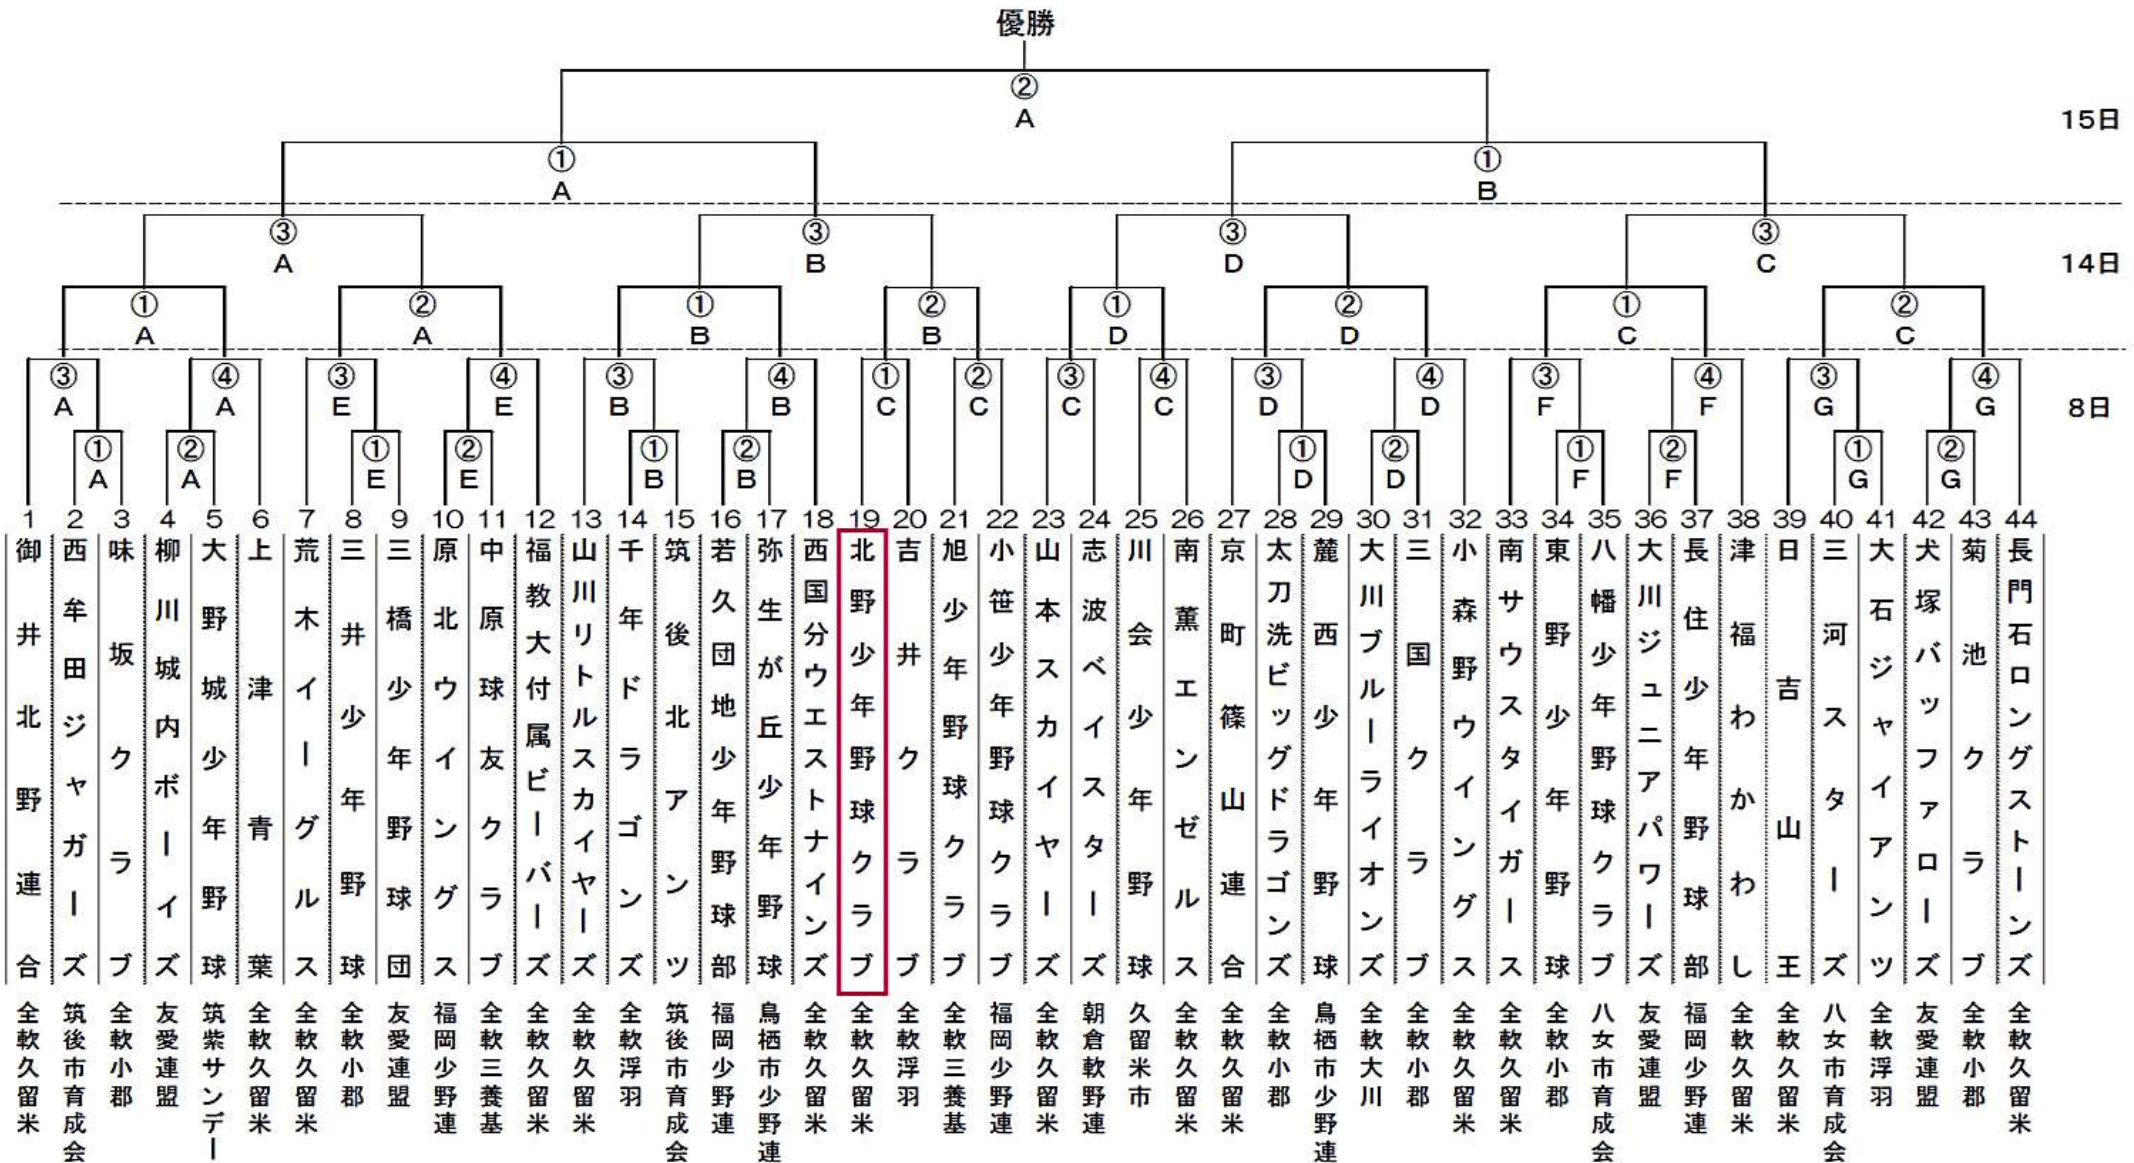 優勝
②
A
15日
①
A
①
B
③
A
③
B
③
D
③
C
14日
①
A
②
A
①
B
②
B
①
D
②
D
①
C
②
C
③
A
④
A
③
E
④
E
③
B
④
B
①
C
②
C
③
C
④
C
③
D
④
D
③
F
④
F
③
G
④
G
8日
①
A
②
A
①
E
②
E
①
B
②
B
①
D
②
D
①
F
②
F
①
G
②
G
1 2 3 4 5 6 7 8 9 10 11 12 13 14 15 16 17 18 19 20 21 22 23 24 25 26 27 28 29 30 31 32 33 34 35 36 37 38 39 40 41 42 43 44
御井北野連合
西牟田ジャガーズ
味坂クラブ
柳川城内ボーイズ
大野城少年野球
上津青葉
荒木イーグルス
三井少年野球
三橋少年野球団
原北ウイングス
中原球友クラブ
福教大付属ビーバーズ
山川リトルスカイヤーズ
千年ドラゴンズ
筑後北アンツ
若久団地少年野球部
弥生が丘少年野球
西国分ウエストナインズ
北野少年野球クラブ
吉井クラブ
旭少年野球クラブ
小笹少年野球クラブ
山本スカイヤーズ
志波ベイスターズ
川会少年野球
南薫エンゼルス
京町篠山連合
太刀洗ビッグドラゴンズ
麓西少年野球
大川ブルーライオンズ
三国クラブ
小森野ウイングス
南サウスタイガース
東野少年野球
八幡少年野球クラブ
大川ジュニアパワーズ
長住少年野球部
津福わかわし
日吉山王
三河スターズ
大石ジャイアンツ
犬塚バッファローズ
菊池クラブ
長門石ロングストーンズ
全軟久留米
筑後市育成会
全軟小郡
友愛連盟
筑紫サンデー
全軟久留米
全軟久留米
全軟小郡
友愛連盟
福岡少野連
全軟三養基
全軟久留米
全軟久留米
全軟浮羽
筑後市育成会
福岡少野連
鳥栖市少野連
全軟久留米
全軟久留米
全軟浮羽
全軟三養基
福岡少野連
全軟久留米
朝倉軟野連
久留米市
全軟久留米
全軟久留米
全軟小郡
鳥栖市少野連
全軟大川
全軟小郡
全軟久留米
全軟久留米
全軟小郡
八女市育成会
友愛連盟
福岡少野連
全軟久留米
全軟久留米
八女市育成会
全軟浮羽
友愛連盟
全軟小郡
全軟久留米